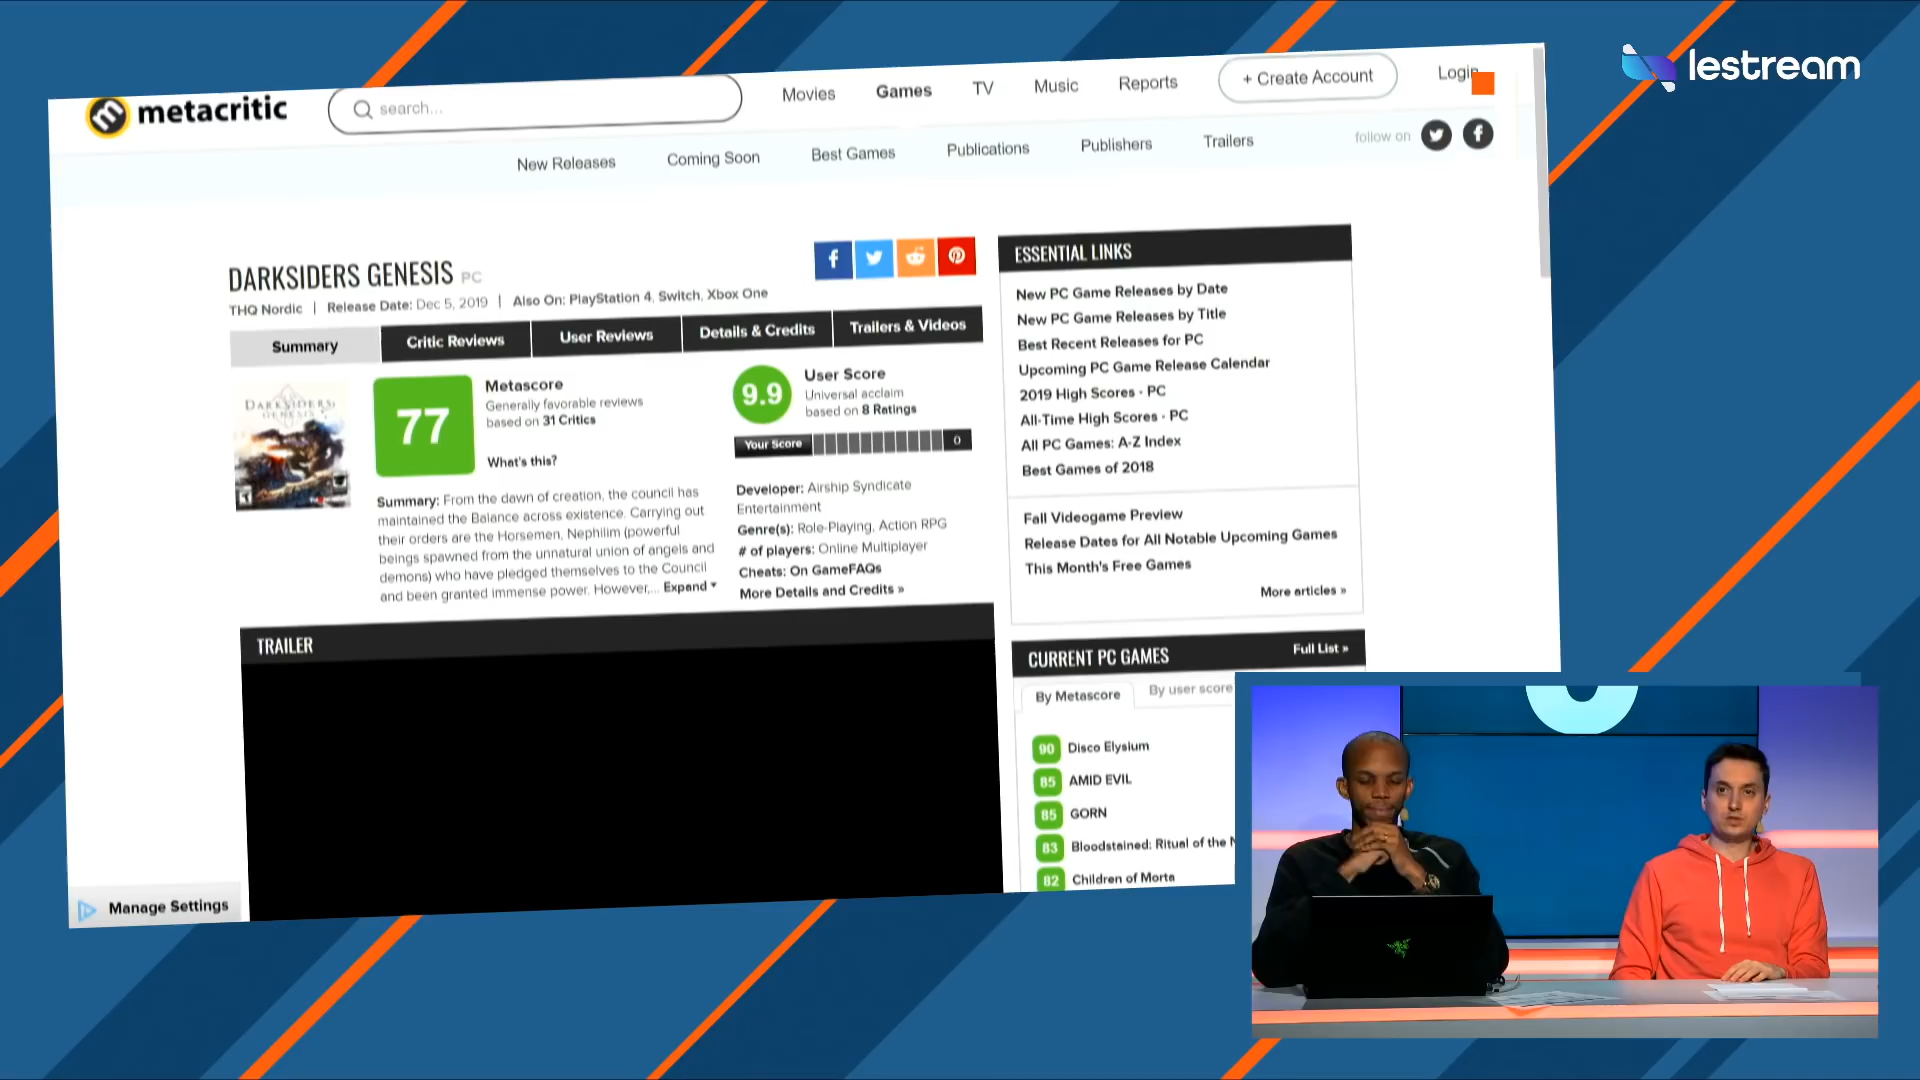 lestream
metacritic
search...
Movies
Games
TV
Music
Reports
+ Create Account
Login
New Releases
Coming Soon
Best Games
Publications
Publishers
Trailers
follow on
DARKSIDERS GENESIS PC
THQ Nordic | Release Date: Dec 5, 2019 | Also On: PlayStation 4, Switch, Xbox One
Summary
Critic Reviews
User Reviews
Details & Credits
Trailers & Videos
DARKSIDERS
GENESIS
77
Metascore
Generally favorable reviews
based on 31 Critics
What's this?
Summary: From the dawn of creation, the council has
maintained the Balance across existence. Carrying out
their orders are the Horsemen, Nephilim (powerful
beings spawned from the unnatural union of angels and
demons) who have pledged themselves to the Council
and been granted immense power. However,... Expand
9.9
User Score
Universal acclaim
based on 8 Ratings
Your Score
0
Developer: Airship Syndicate
Entertainment
Genre(s): Role-Playing, Action RPG
# of players: Online Multiplayer
Cheats: On GameFAQs
More Details and Credits »
TRAILER
Manage Settings
ESSENTIAL LINKS
New PC Game Releases by Date
New PC Game Releases by Title
Best Recent Releases for PC
Upcoming PC Game Release Calendar
2019 High Scores - PC
All-Time High Scores - PC
All PC Games: A-Z Index
Best Games of 2018
Fall Videogame Preview
Release Dates for All Notable Upcoming Games
This Month's Free Games
More articles »
CURRENT PC GAMES
Full List »
By Metascore
By user score
90 Disco Elysium
85 AMID EVIL
85 GORN
83 Bloodstained: Ritual of the N
82 Children of Morta